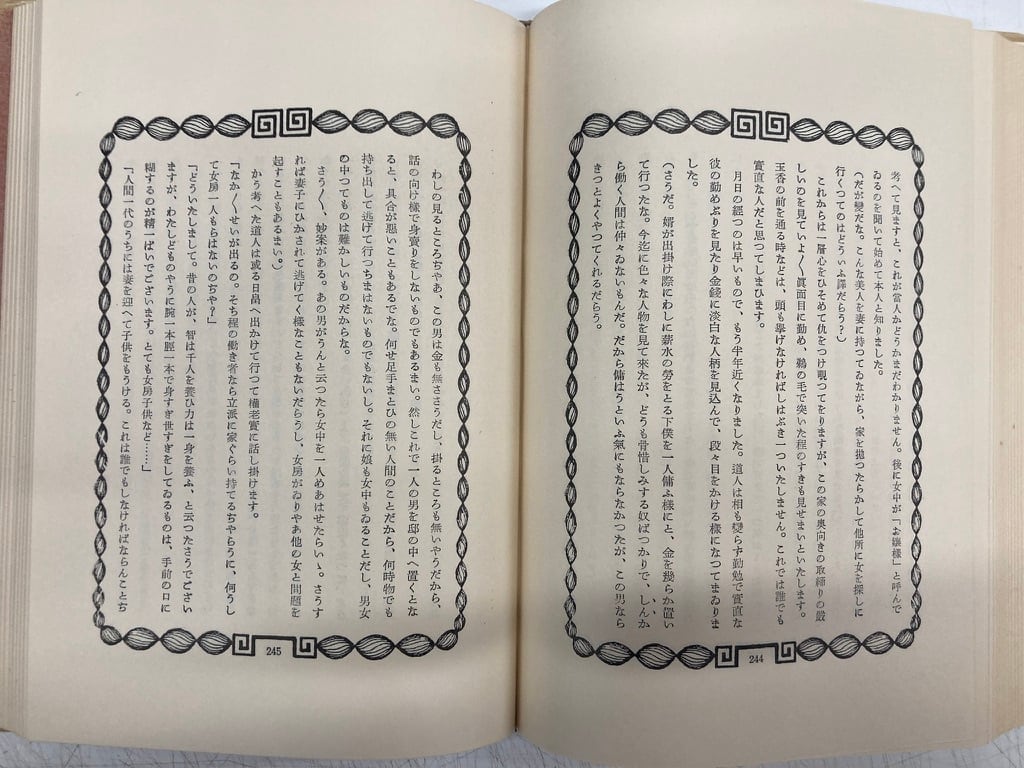 考へて見ますと、これが當人かどうかまだわかりません。後に女中が「お孃樣」と呼んで
ゐるのを聞いて始めて本人と知りました。
（だが變だな。こんな美人を妻に持つてゐながら、家を抛つたらかして他所に女を探しに
行くつてのはどういふ譯だらう？）
これからは一層心をひそめて仇をつけ覗つてをりますが、この家の奧向きの取締りの嚴
しいのを見ていよ〱眞面目に勤め、鵜の毛で突いた程のすきも見せまいといたします。
玉香の前を通る時などは、頭も擧げなければしはぶき一ついたしません。これでは誰でも
實直な人だと思つてしまひます。
月日の經つのは早いもので、もう半年近くなりました。道人は相も變らず勤勉で實直な
彼の勤めぶりを見たり金錢に淡白な人柄を見込んで、段々目をかける樣になつてまゐりま
した。
（さうだ。婿が出掛け際にわしに薪水の勞をとる下僕を一人傭ふ樣にと、金を幾らか置い
て行つたな。今迄に色々な人物を見て來たが、どうも骨惜しみする奴ばつかりで、しんか
ら働く人間は仲々ゐないもんだ。だから傭はうといふ氣にもならなかつたが、この男なら
きつとよくやつてくれるだらう。
244
わしの見るところぢやあ、この男は金も無ささうだし、掛るところも無いやうだから、
話の向け樣で身賣りをしないものでもあるまい。然しこれで一人の男を邸の中へ置くとな
ると、具合が惡いこともあるでな。何せ足手まとひの無い人間のことだから、何時物でも
持ち出して逃げて行つちまはないものでもないし。それに娘も女中もゐることだし、男女
の中つてものは難かしいものだからな。
さう〱、妙案がある。あの男がうんと云つたら女中を一人めあはせたらいゝ。さうす
れば妻子にひかされて逃げてく樣なこともないだらうし、女房がゐりやあ他の女と問題を
起すこともあるまい。）
かう考へた道人は或る日畠へ出かけて行つて權老實に話し掛けます。
「なか〱せいが出るの。そち程の働き者なら立派に家ぐらい持てるぢやらうに、何うし
て女房一人もらはないのぢや？」
「どういたしまして。昔の人が、智は千人を養ひ力は一身を養ふ、と云つたさうでござい
ますが、わたしどものやうに腕一本脛一本で身すぎ世すぎをしてゐるものは、手前の口に
糊するのが精一ぱいでございます。とても女房子供など……」
「人間一代のうちには妻を迎へて子供をもうける。これは誰でもしなければならんことぢ
245